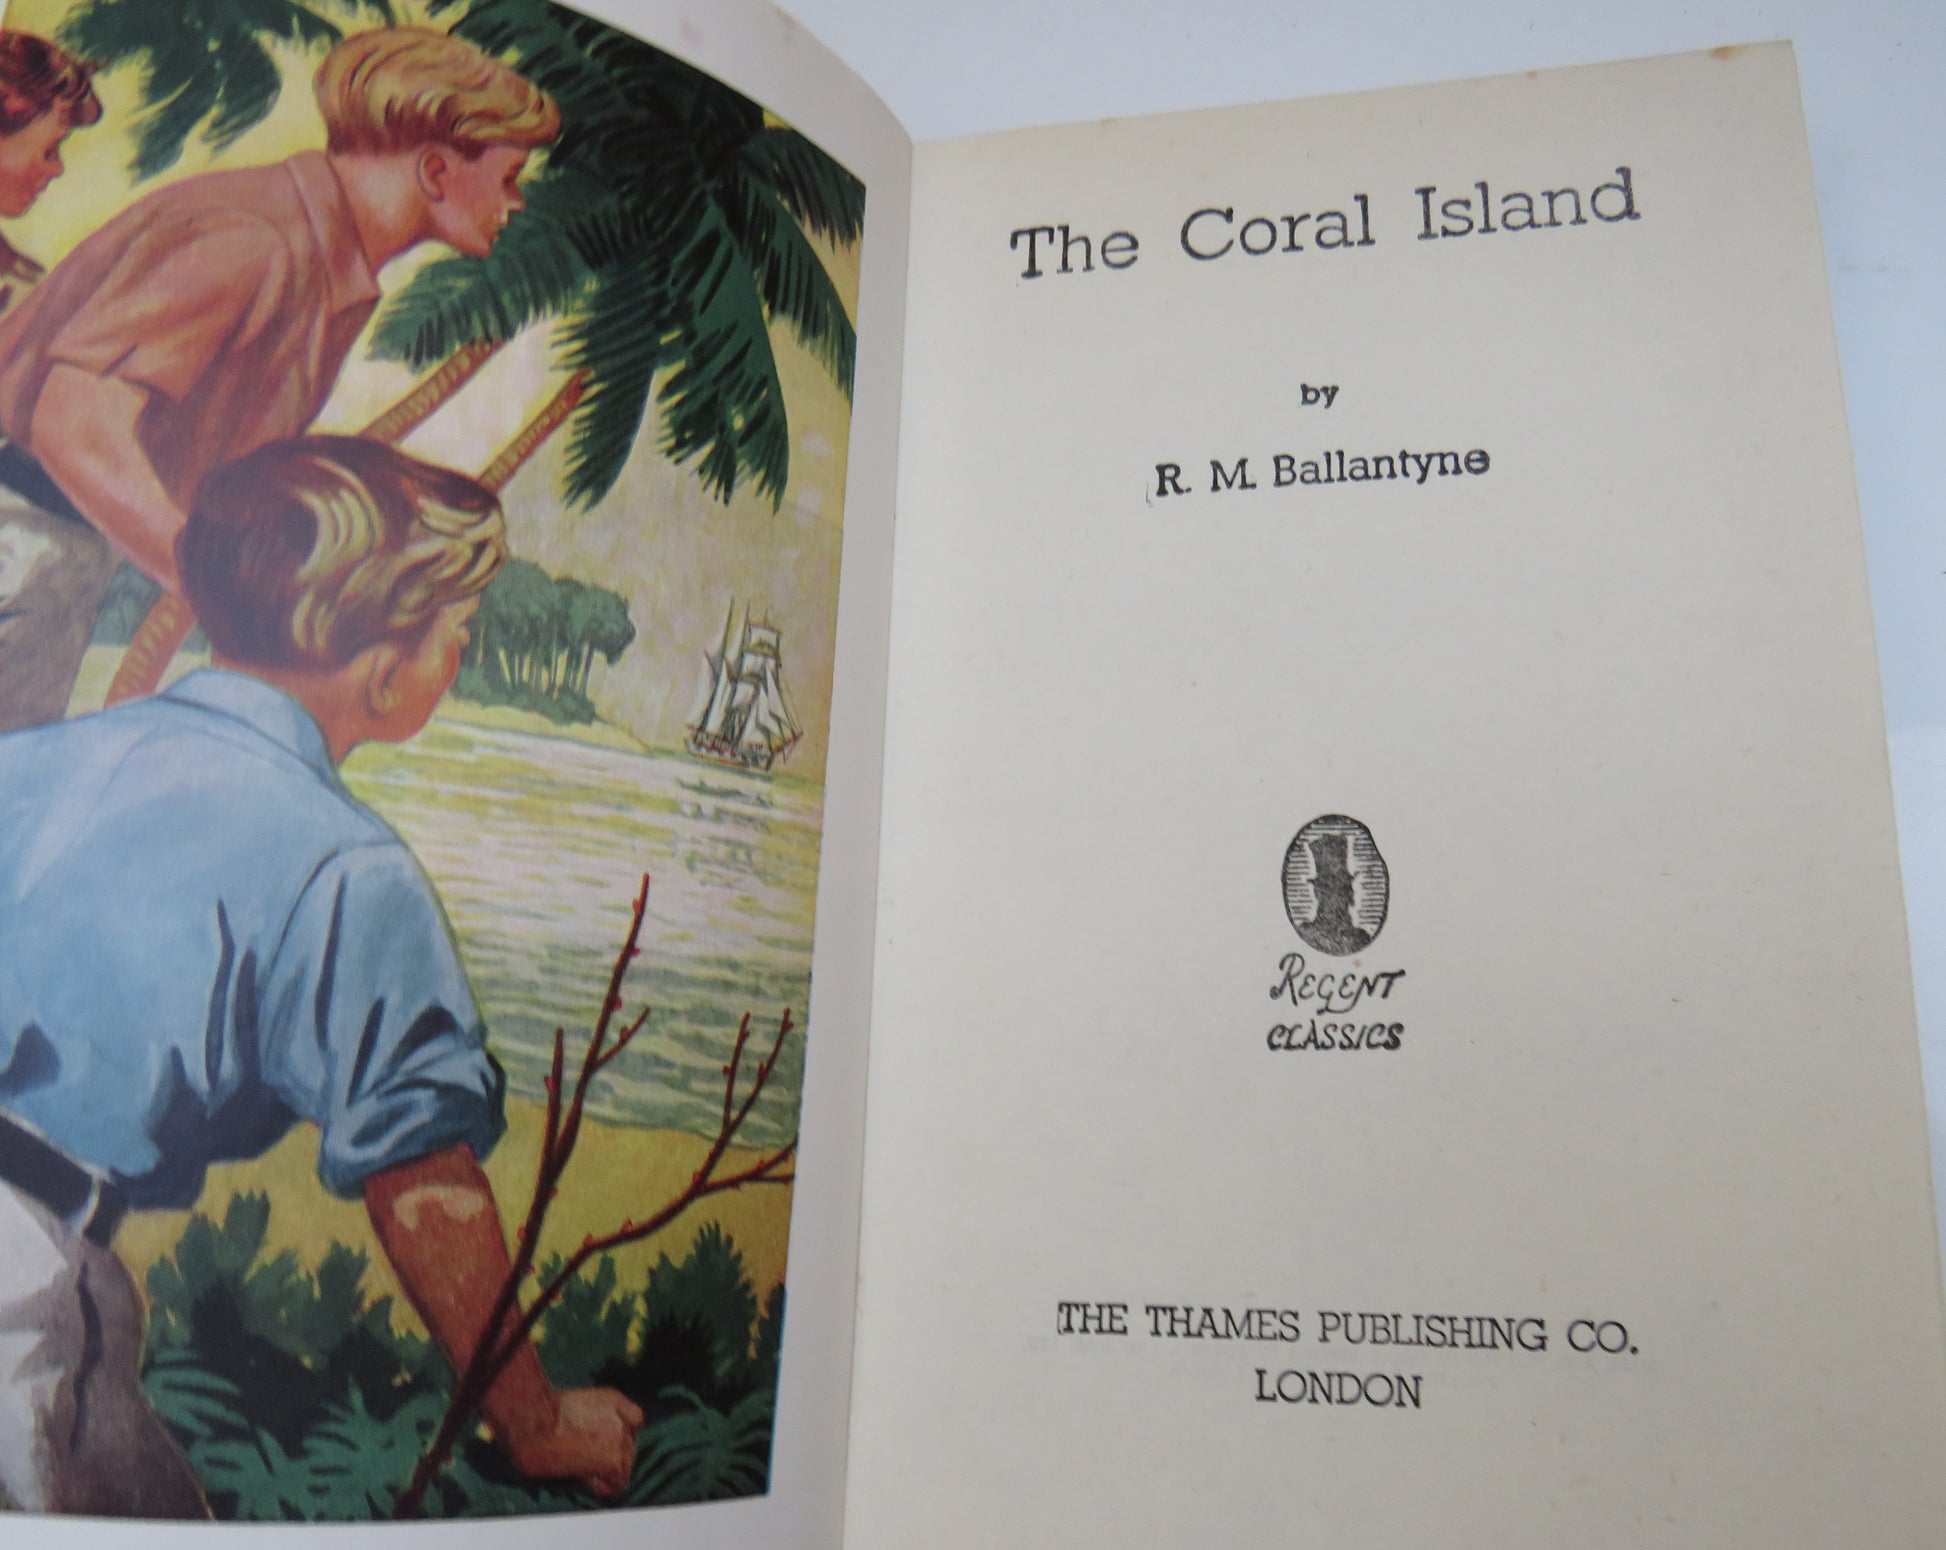 The Coral Island
by
R. M. Ballantyne
REGENT
CLASSICS
THE THAMES PUBLISHING CO.
LONDON